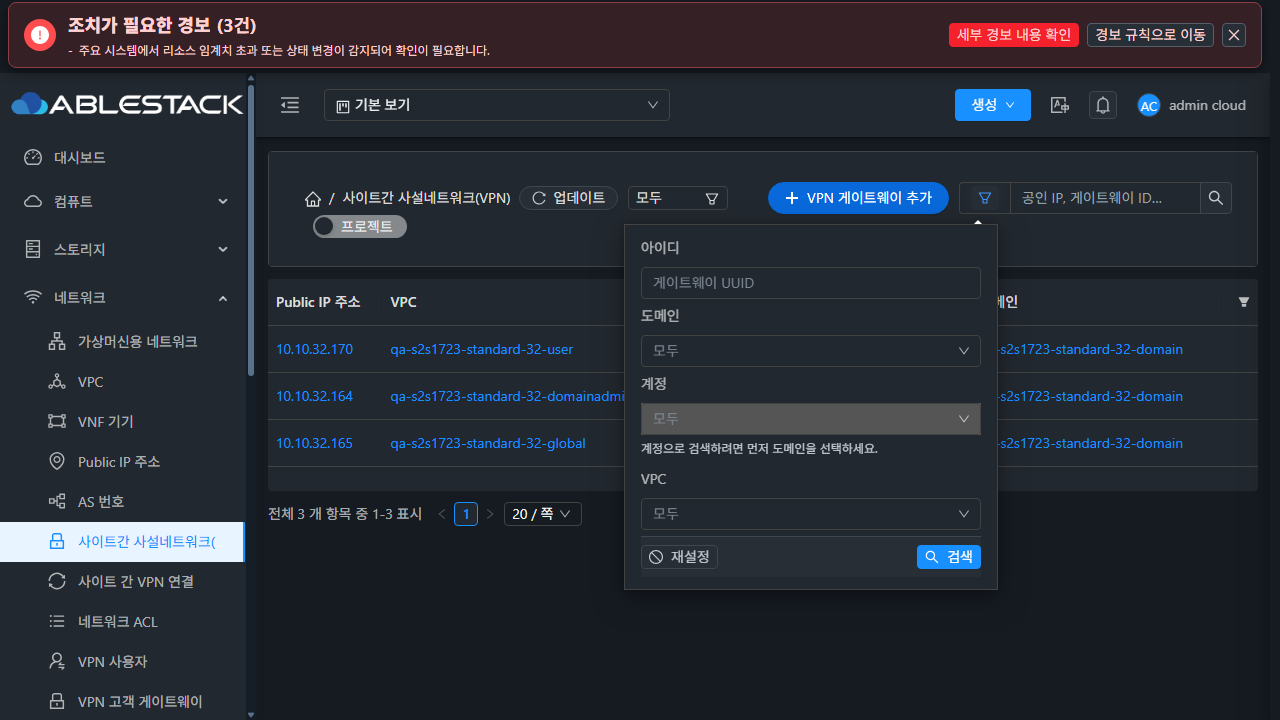 조치가 필요한 경보 (3건)
- 주요 시스템에서 리소스 임계치 초과 또는 상태 변경이 감지되어 확인이 필요합니다.
세부 경보 내용 확인
경보 규칙으로 이동
ABLESTACK
기본 보기
생성
AC
admin cloud
대시보드
컴퓨트
스토리지
네트워크
가상머신용 네트워크
VPC
VNF 기기
Public IP 주소
AS 번호
사이트간 사설네트워크(
사이트 간 VPN 연결
네트워크 ACL
VPN 사용자
VPN 고객 게이트웨이
/ 사이트간 사설네트워크(VPN)
업데이트
모두
프로젝트
VPN 게이트웨이 추가
공인 IP, 게이트웨이 ID...
Public IP 주소 VPC 메인
10.10.32.170 qa-s2s1723-standard-32-user -s2s1723-standard-32-domain
10.10.32.164 qa-s2s1723-standard-32-domainadmi -s2s1723-standard-32-domain
10.10.32.165 qa-s2s1723-standard-32-global -s2s1723-standard-32-domain
전체 3 개 항목 중 1-3 표시
1
20 / 쪽
아이디
게이트웨이 UUID
도메인
모두
계정
모두
계정으로 검색하려면 먼저 도메인을 선택하세요.
VPC
모두
재설정
검색